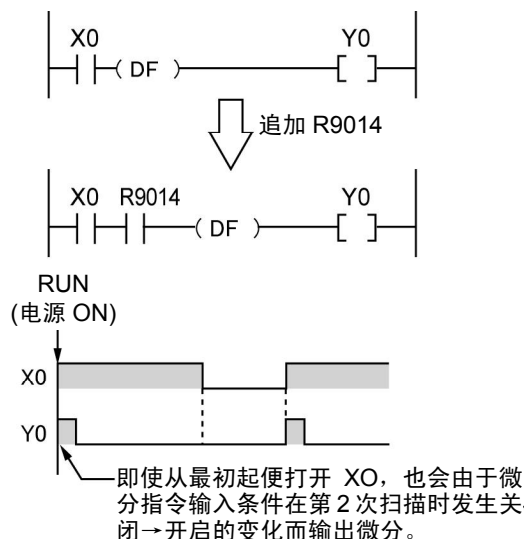 X0 Y0
( DF )
追加 R9014
X0 R9014 Y0
( DF )
RUN
(电源 ON)
X0
Y0
即使从最初起便打开 XO，也会由于微
分指令输入条件在第 2 次扫描时发生关
闭→开启的变化而输出微分。